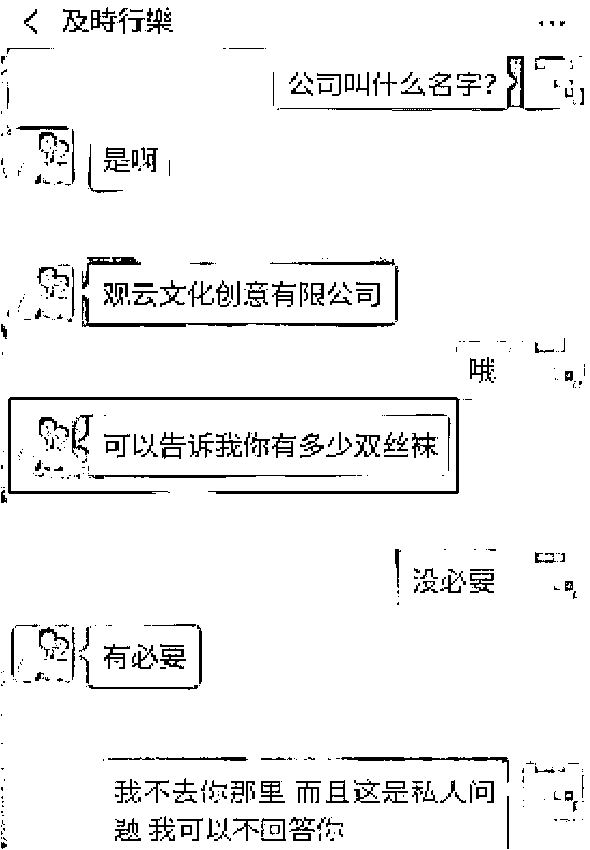 及時行樂
公司叫什么名字?
是啊
观云文化创意有限公司
哦
可以告诉我你有多少双丝袜
没必要
有必要
我不去你那里 而且这是私人问
题 我可以不回答你